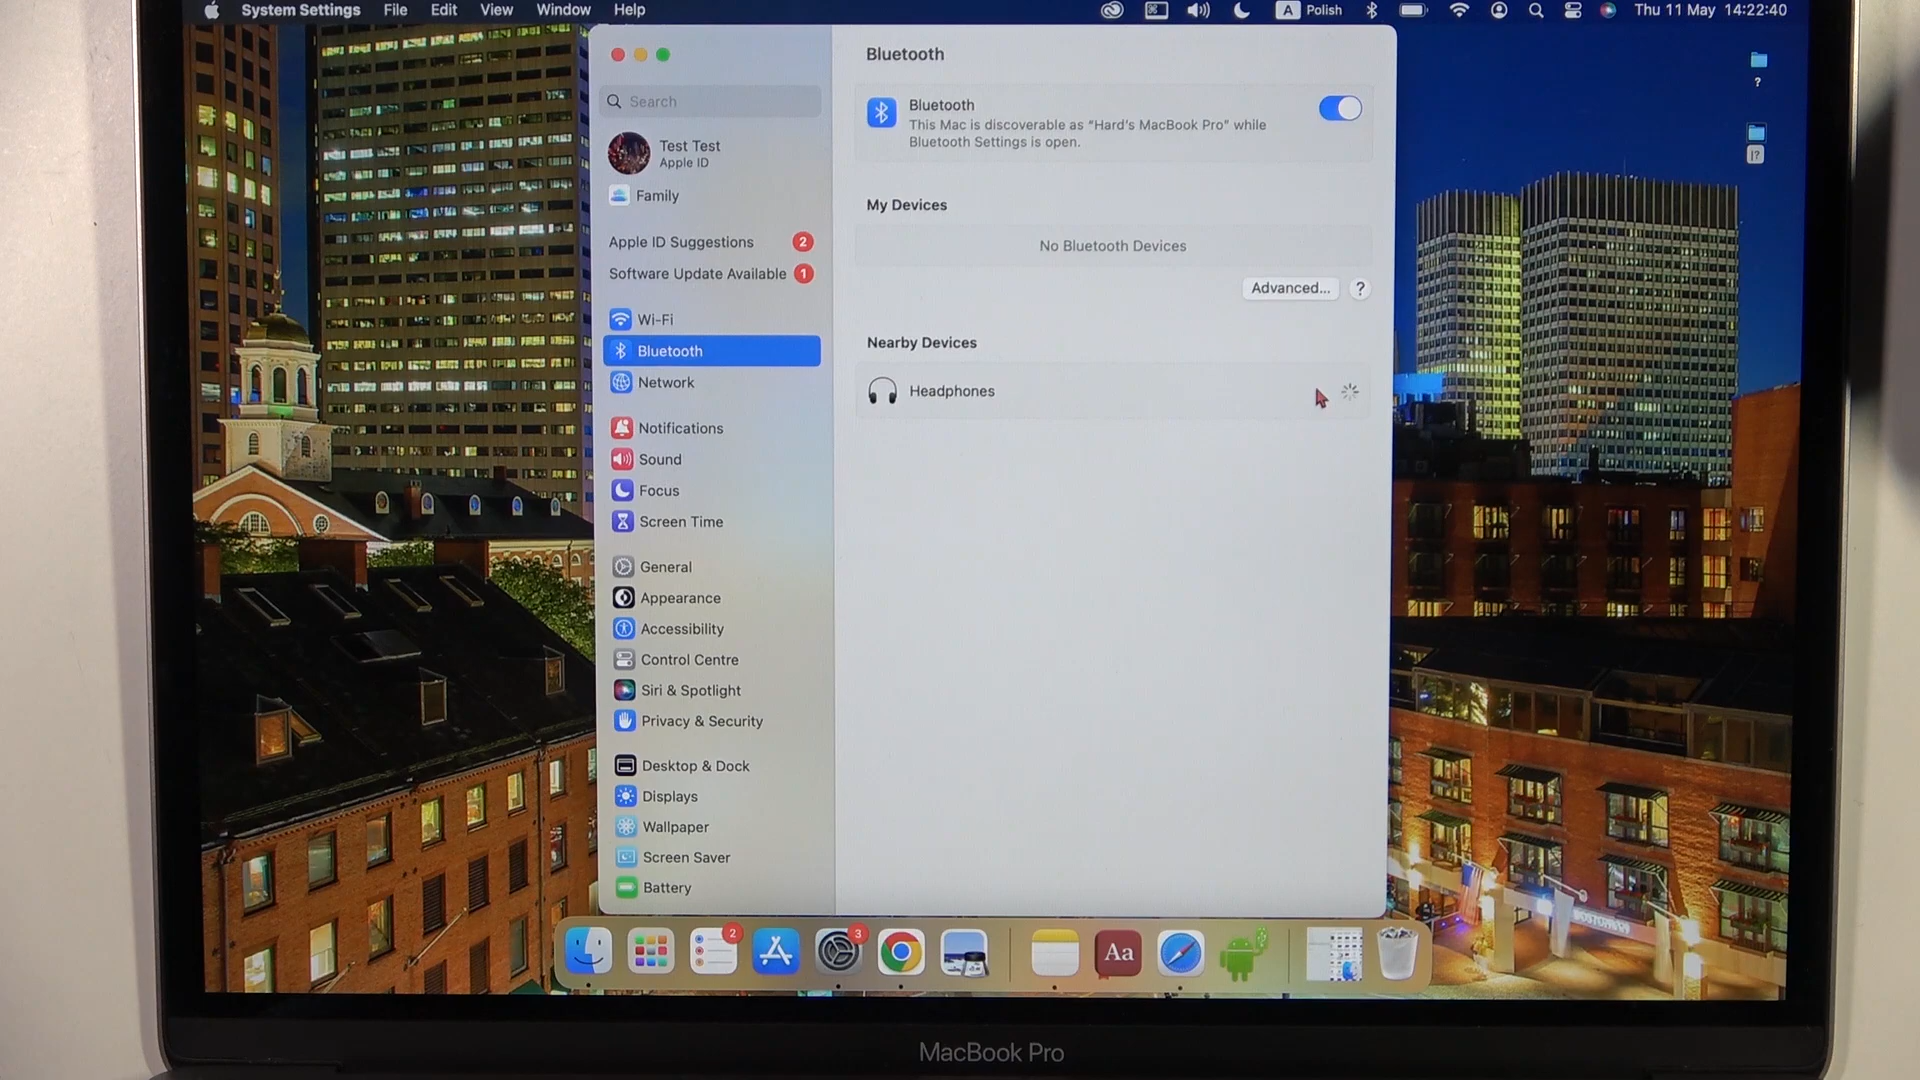 System Settings File Edit View Window Help A Polish Thu 11 May 14:22:40
Bluetooth
Search
Bluetooth
This Mac is discoverable as “Hard’s MacBook Pro” while
Bluetooth Settings is open.
Test Test
Apple ID
Family
My Devices
Apple ID Suggestions 2
No Bluetooth Devices
Software Update Available 1
Advanced... ?
Wi-Fi
Nearby Devices
Bluetooth
Network
Headphones
Notifications
Sound
Focus
Screen Time
General
Appearance
Accessibility
Control Centre
Siri & Spotlight
Privacy & Security
Desktop & Dock
Displays
Wallpaper
Screen Saver
Battery
?
|?
2
3
Aa
MacBook Pro